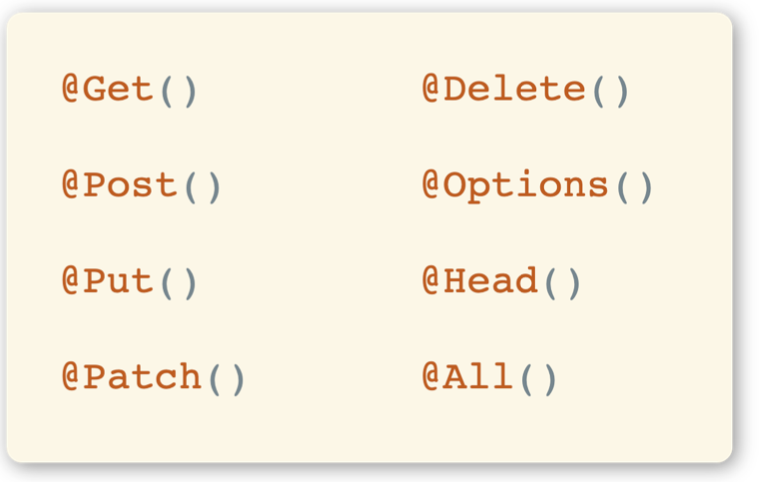 @Get() @Delete()
@Post() @Options()
@Put() @Head()
@Patch() @All()